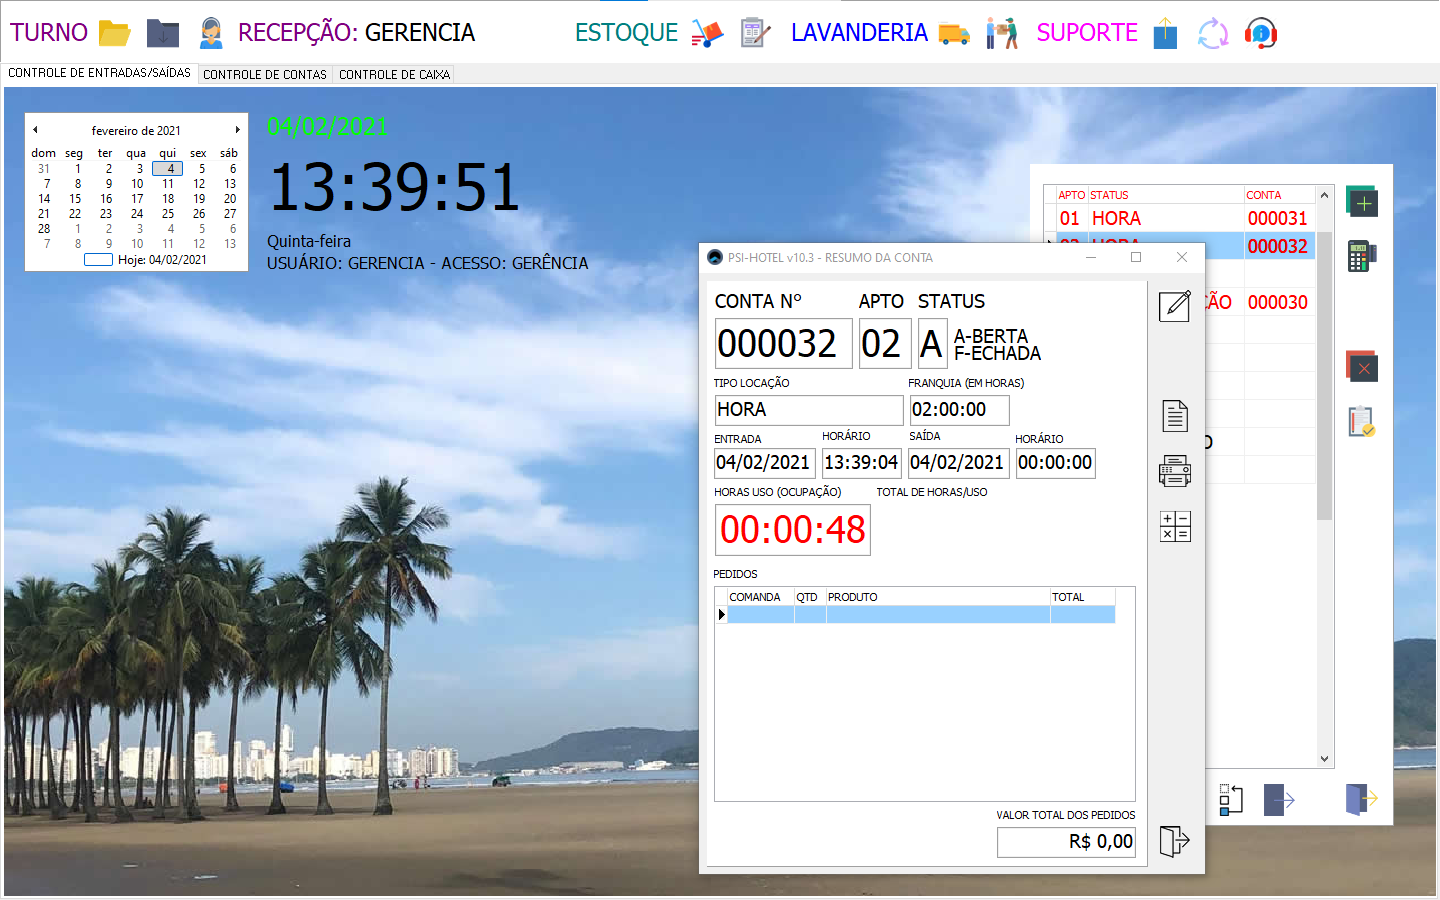 TURNO RECEPÇÃO: GERENCIA ESTOQUE LAVANDERIA SUPORTE
CONTROLE DE ENTRADAS/SAÍDAS CONTROLE DE CONTAS CONTROLE DE CAIXA
fevereiro de 2021
dom seg ter qua qui sex sáb
31 1 2 3 4 5 6
7 8 9 10 11 12 13
14 15 16 17 18 19 20
21 22 23 24 25 26 27
28 1 2 3 4 5 6
7 8 9 10 11 12 13
Hoje: 04/02/2021
04/02/2021
13:39:51
Quinta-feira
USUÁRIO: GERENCIA - ACESSO: GERÊNCIA
APTO STATUS CONTA
01 HORA 000031
02 HORA 000032
ÇÃO 000030
O
PSI-HOTEL v10.3 - RESUMO DA CONTA
CONTA Nº APTO STATUS
000032 02 A A-BERTA
F-ECHADA
TIPO LOCAÇÃO FRANQUIA (EM HORAS)
HORA 02:00:00
ENTRADA HORÁRIO SAÍDA HORÁRIO
04/02/2021 13:39:04 04/02/2021 00:00:00
HORAS USO (OCUPAÇÃO) TOTAL DE HORAS/USO
00:00:48
PEDIDOS
COMANDA QTD PRODUTO TOTAL
VALOR TOTAL DOS PEDIDOS
R$ 0,00